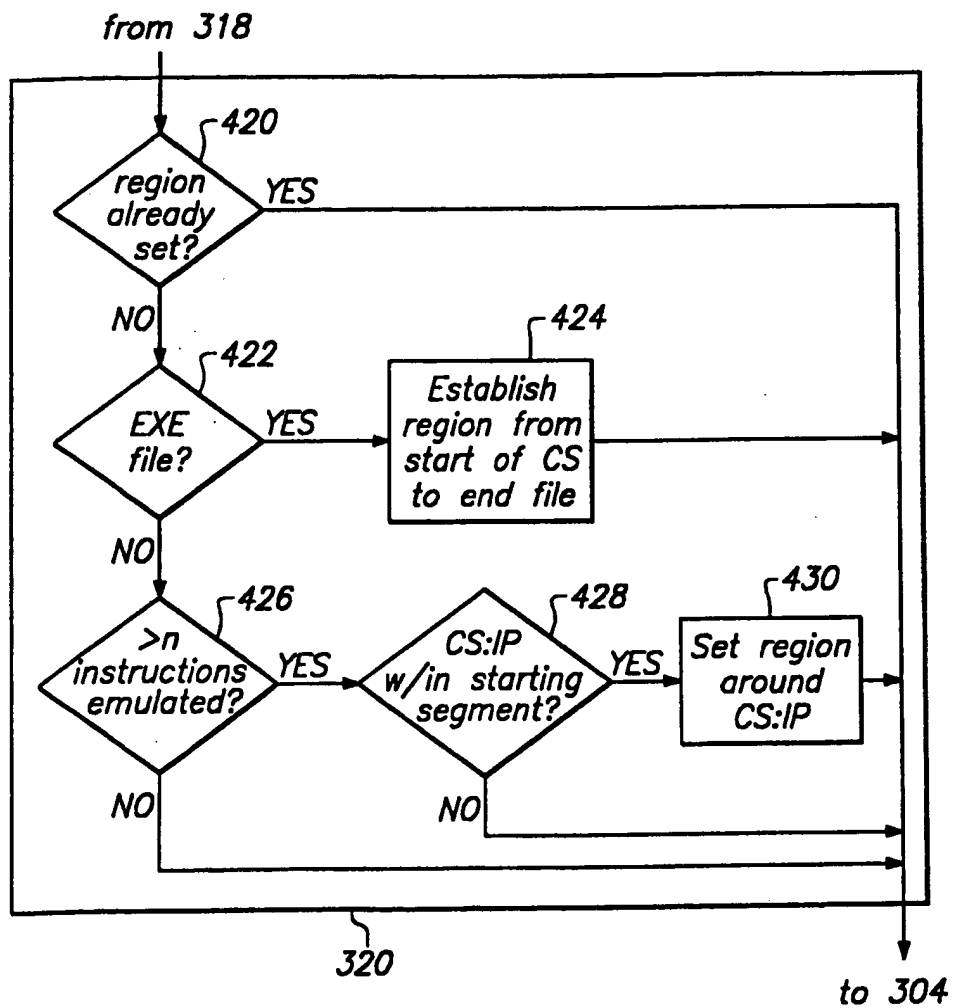 from 318
420
region
already
set?
YES
NO
422
EXE
file?
YES
424
Establish
region from
start of CS
to end file
NO
426
>n
instructions
emulated?
YES
428
CS:IP
w/in starting
segment?
YES
430
Set region
around
CS:IP
NO
NO
320
to 304